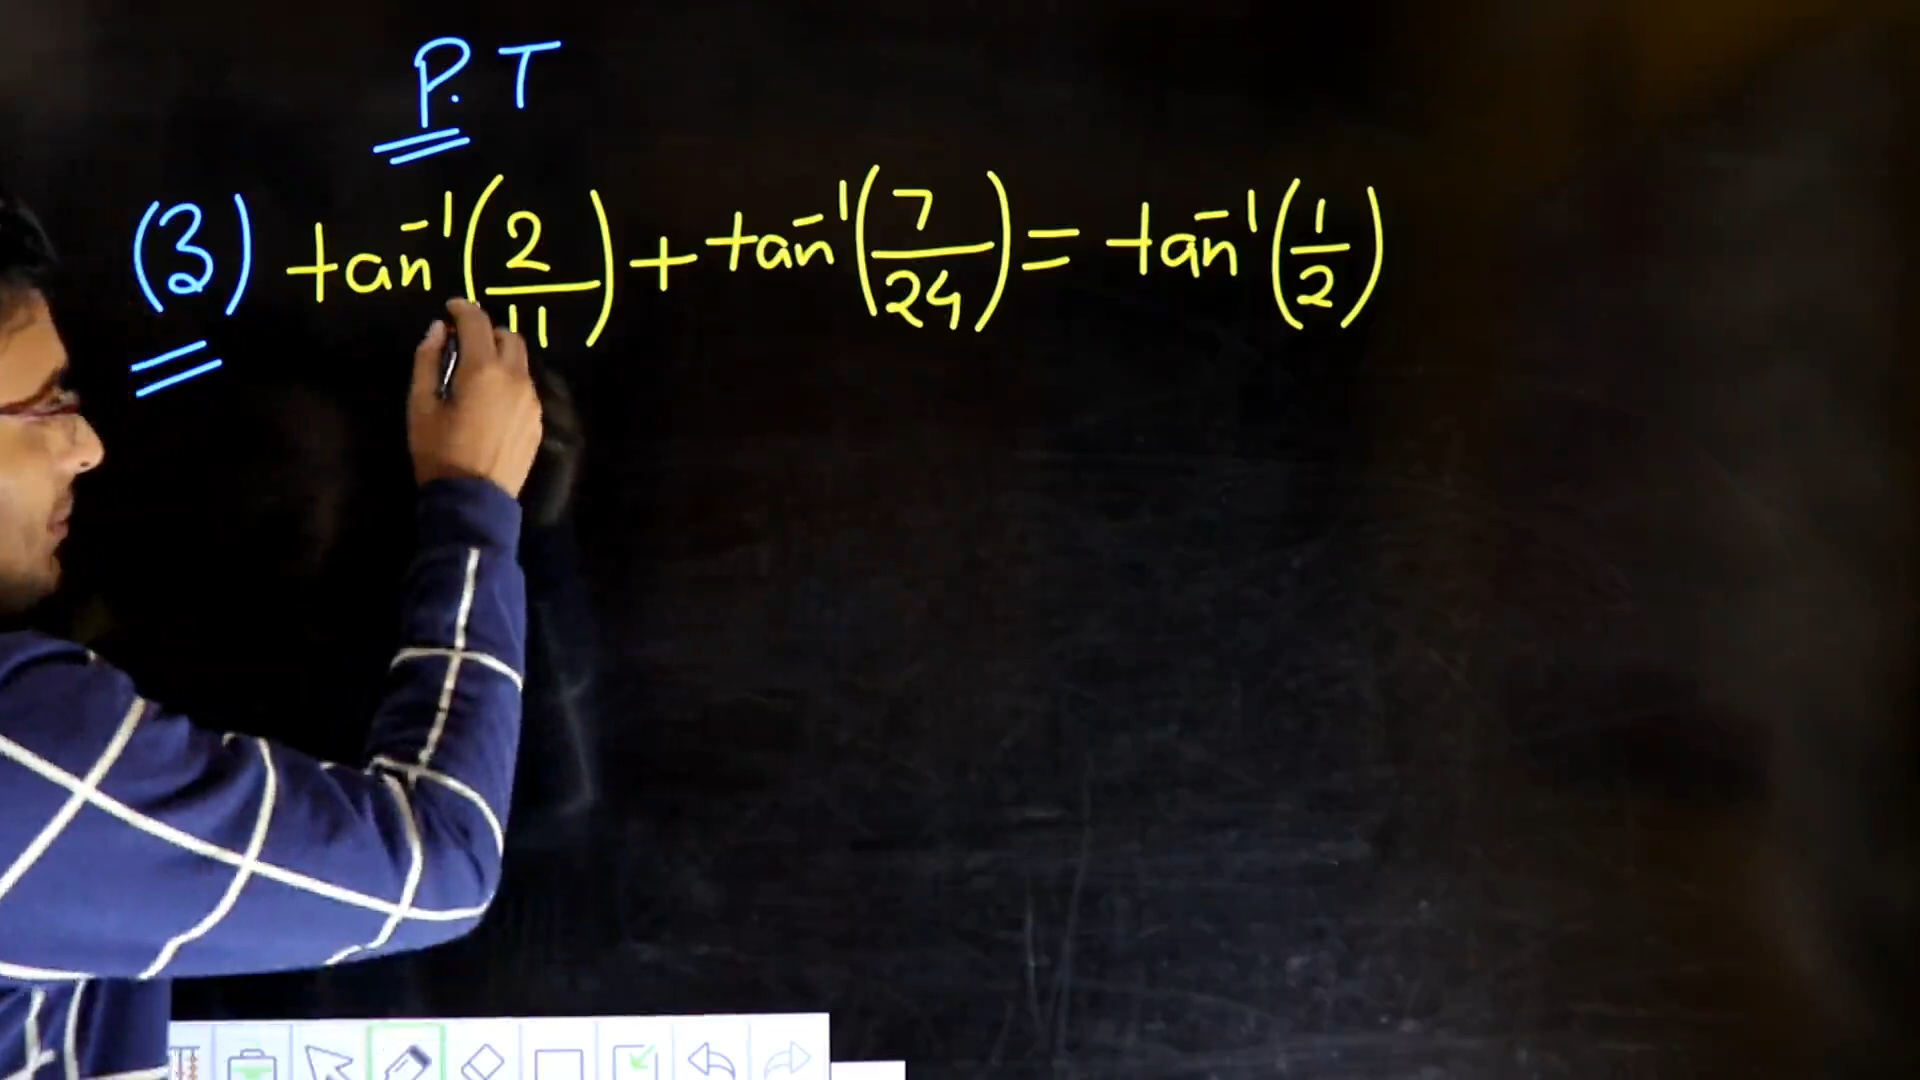 P.T
(3) tan⁻¹(2/11) + tan⁻¹(7/24) = tan⁻¹(1/2)